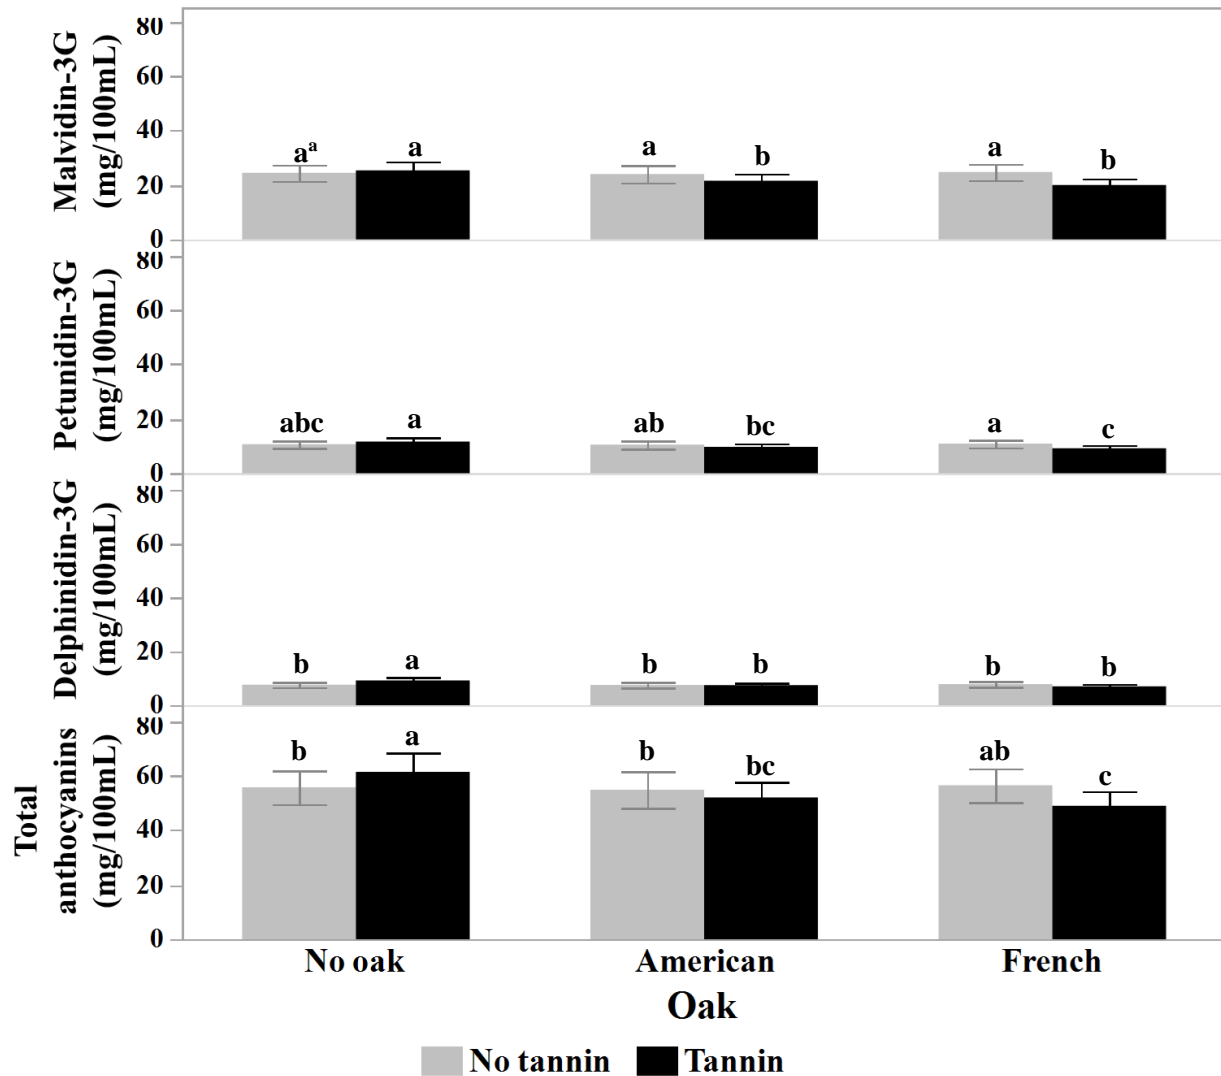 Malvidin-3G
(mg/100mL)
80
60
40
20
0
aᵃ a a b a b
Petunidin-3G
(mg/100mL)
80
60
40
20
0
abc a ab bc a c
Delphinidin-3G
(mg/100mL)
80
60
40
20
0
b a b b b b
Total
anthocyanins
(mg/100mL)
80
60
40
20
0
b a b bc ab c
No oak American French
Oak
No tannin Tannin